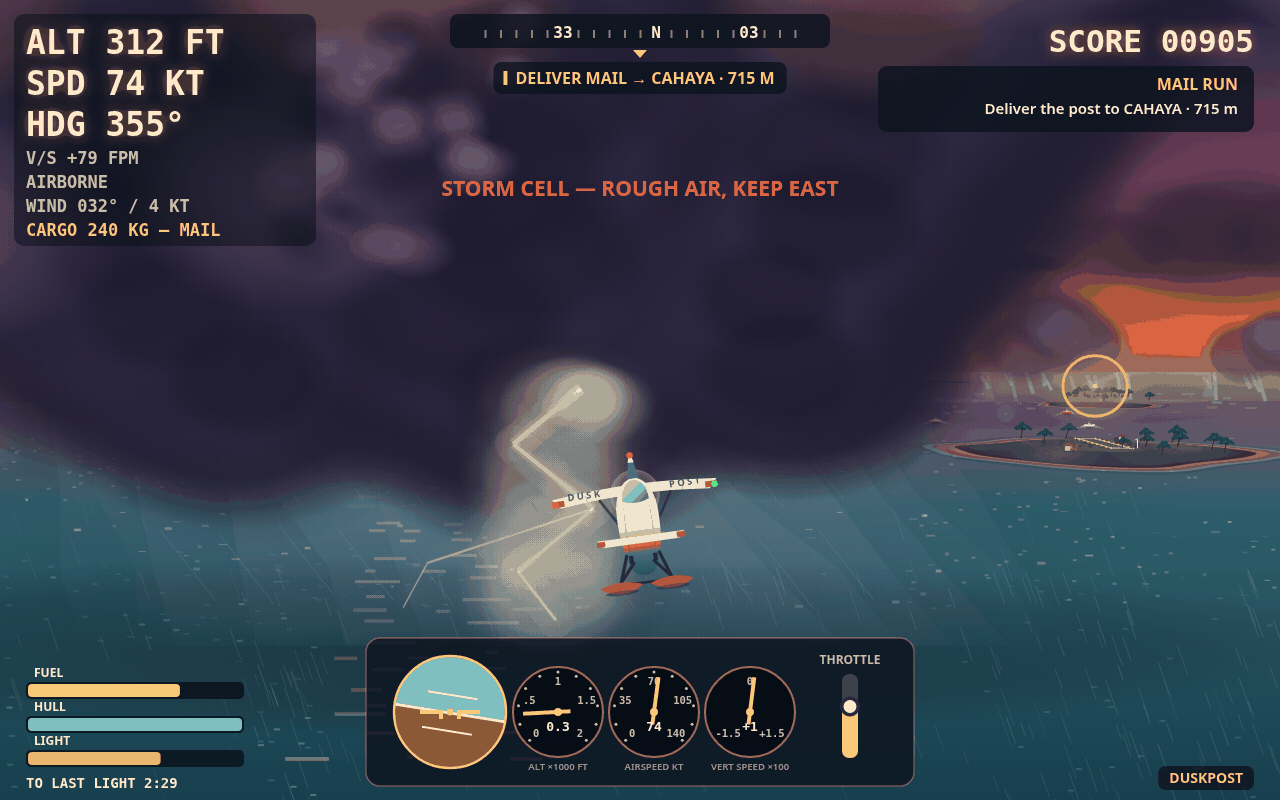 ALT 312 FT
SPD 74 KT
HDG 355°
V/S +79 FPM
AIRBORNE
WIND 032° / 4 KT
CARGO 240 KG — MAIL
33 N 03
DELIVER MAIL → CAHAYA · 715 M
SCORE 00905
MAIL RUN
Deliver the post to CAHAYA · 715 m
STORM CELL — ROUGH AIR, KEEP EAST
1
DUSK POST
FUEL
HULL
LIGHT
TO LAST LIGHT 2:29
0 .5 1 1.5 2
0.3
ALT ×1000 FT
0 35 70 105 140
74
AIRSPEED KT
-1.5 0 +1.5
+1
VERT SPEED ×100
THROTTLE
DUSKPOST